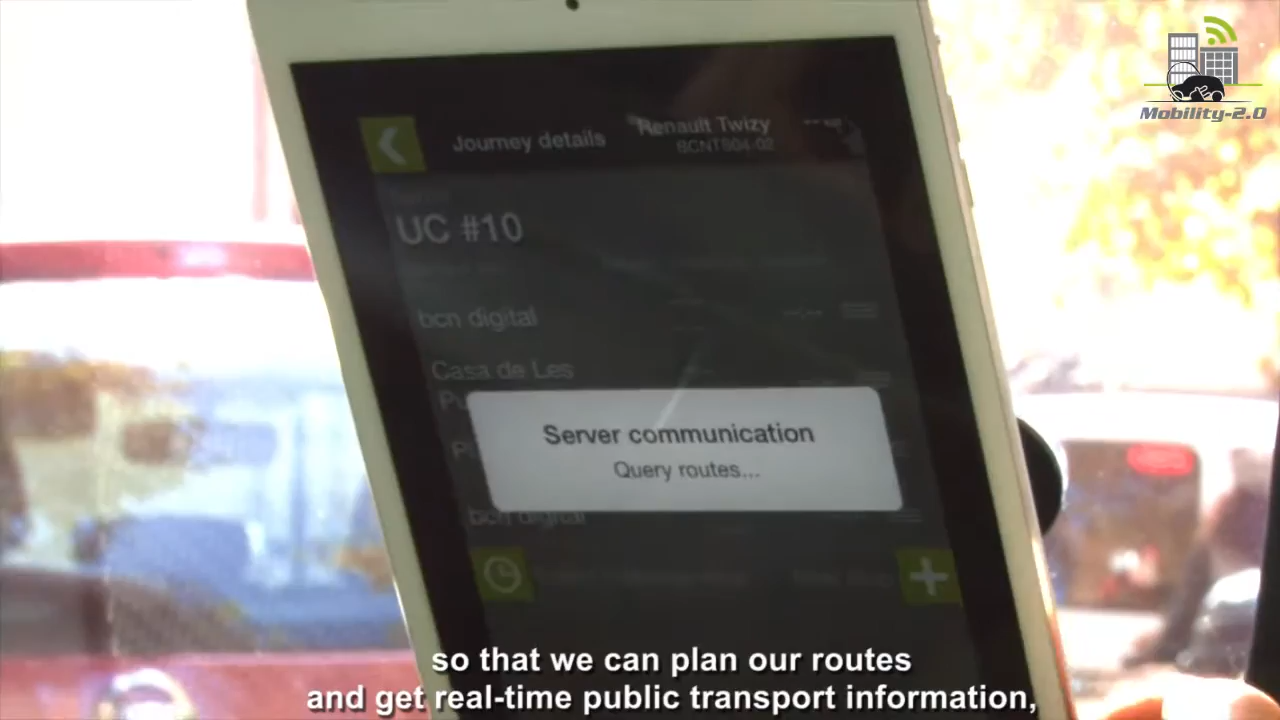 Mobility-2.0
Journey details
Renault Twizy
UC #10
bcn digital
Casa de Les
Server communication
Query routes...
bcn digital
so that we can plan our routes
and get real-time public transport information,